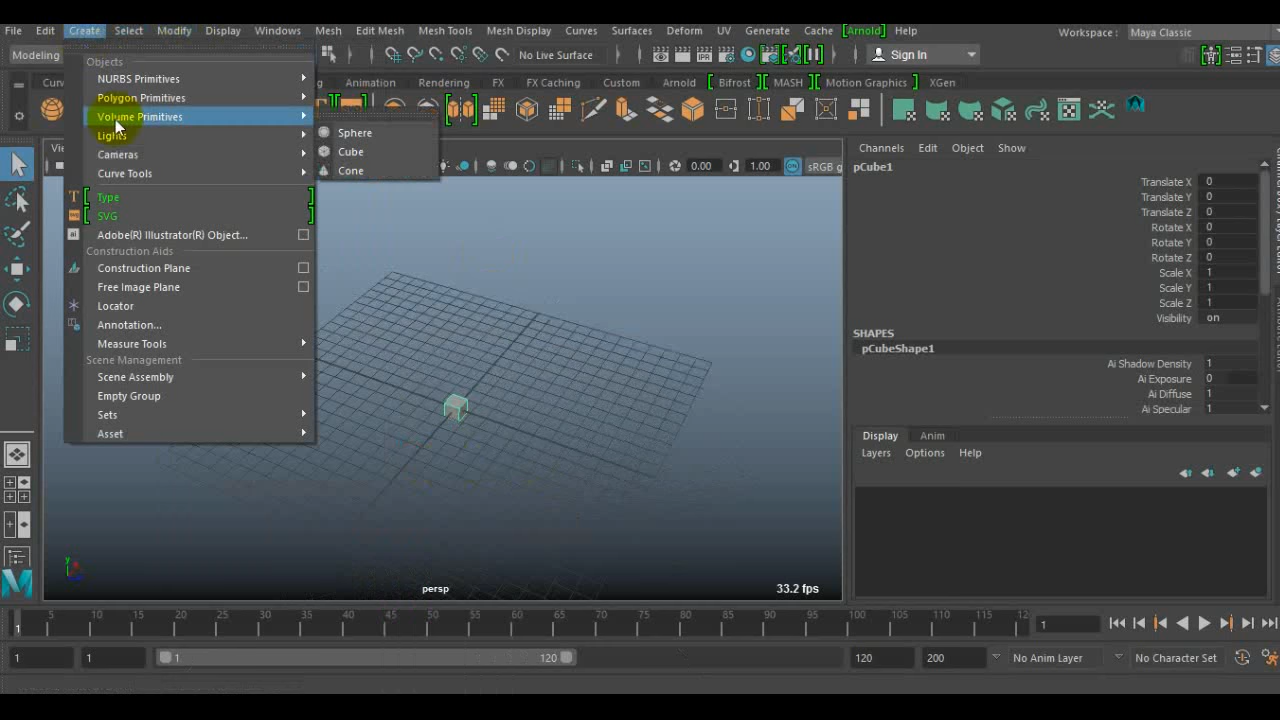 File Edit Create Select Modify Display Windows Mesh Edit Mesh Mesh Tools Mesh Display Curves Surfaces Deform UV Generate Cache [Arnold] Help Workspace : Maya Classic
Modeling No Live Surface Sign In
Objects
NURBS Primitives
Polygon Primitives
Volume Primitives
Lights
Cameras
Curve Tools
Type
SVG
Adobe(R) Illustrator(R) Object...
Construction Aids
Construction Plane
Free Image Plane
Locator
Annotation...
Measure Tools
Scene Management
Scene Assembly
Empty Group
Sets
Asset
Sphere
Cube
Cone
Animation Rendering FX FX Caching Custom Arnold [Bifrost] [MASH] [Motion Graphics] XGen
0.00 1.00 ON sRGB g
Channels Edit Object Show
pCube1
Translate X 0
Translate Y 0
Translate Z 0
Rotate X 0
Rotate Y 0
Rotate Z 0
Scale X 1
Scale Y 1
Scale Z 1
Visibility on
SHAPES
pCubeShape1
Ai Shadow Density 1
Ai Exposure 0
Ai Diffuse 1
Ai Specular 1
Display Anim
Layers Options Help
persp 33.2 fps
1 5 10 15 20 25 30 35 40 45 50 55 60 65 70 75 80 85 90 95 100 105 110 115 1
1 1 1 120 120 200 No Anim Layer No Character Set